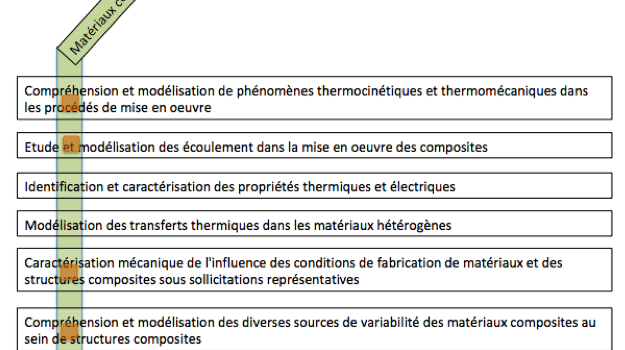 Matériaux
Compréhension et modélisation de phénomènes thermocinétiques et thermomécaniques dans
les procédés de mise en oeuvre
Etude et modélisation des écoulement dans la mise en oeuvre des composites
Identification et caractérisation des propriétés thermiques et électriques
Modélisation des transferts thermiques dans les matériaux hétérogènes
Caractérisation mécanique de l'influence des conditions de fabrication de matériaux et des
structures composites sous sollicitations représentatives
Compréhension et modélisation des diverses sources de variabilité des matériaux composites au
sein de structures composites